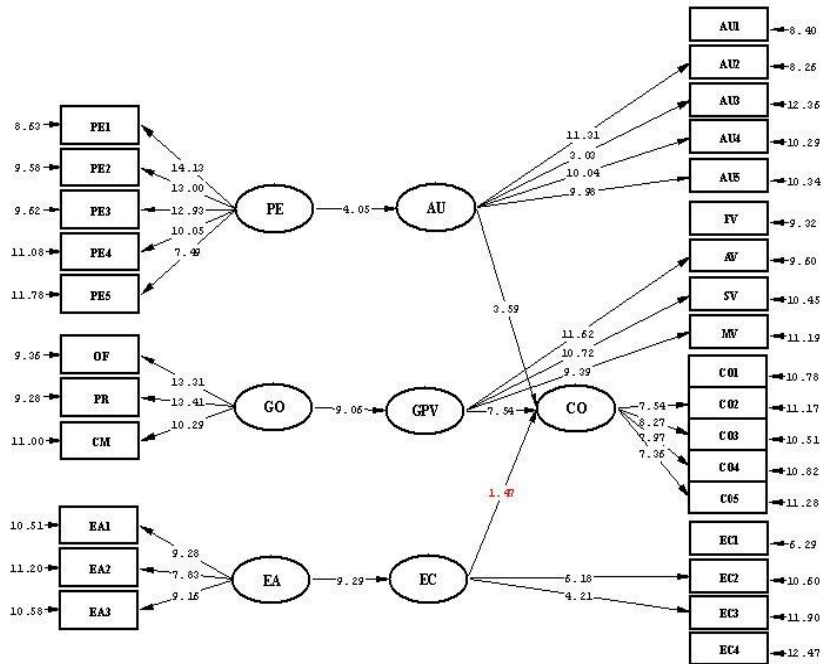 AU1 8.40
AU2 8.26
AU3 12.36
AU4 10.29
AU5 10.34
11.31
3.03
10.04
9.98
8.63 PE1
9.58 PE2
9.62 PE3
11.08 PE4
11.78 PE5
14.13
13.00
12.93
10.05
7.49
PE 4.05 AU
FV 9.32
AV 9.60
SV 10.45
MV 11.19
3.59
11.62
10.72
9.39
9.36 OF
9.28 PR
11.00 CM
13.31
13.41
10.29
GO 9.06 GPV 7.54 CO
7.54
8.27
7.97
7.36
CO1 10.78
CO2 11.17
CO3 10.51
CO4 10.82
CO5 11.28
1.47
10.51 EA1
11.20 EA2
10.58 EA3
9.28
7.83
9.16
EA 9.29 EC
6.18
4.21
EC1 6.29
EC2 10.60
EC3 11.90
EC4 12.47